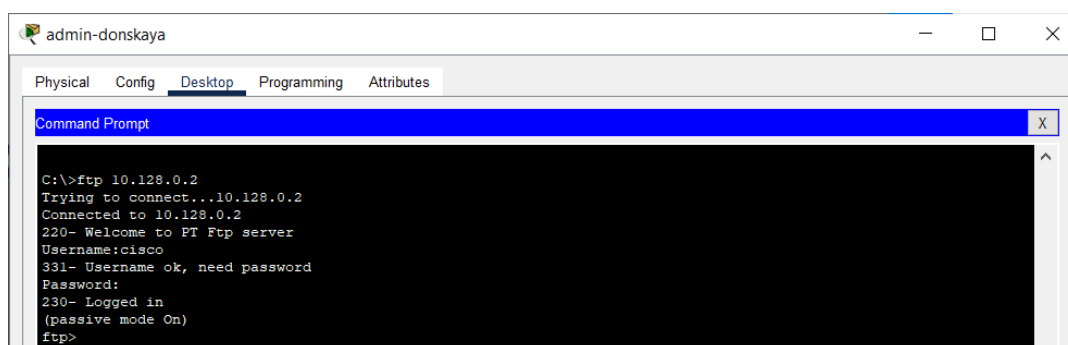 admin-donskaya
Physical Config Desktop Programming Attributes
Command Prompt X
C:\>ftp 10.128.0.2
Trying to connect...10.128.0.2
Connected to 10.128.0.2
220- Welcome to PT Ftp server
Username:cisco
331- Username ok, need password
Password:
230- Logged in
(passive mode On)
ftp>